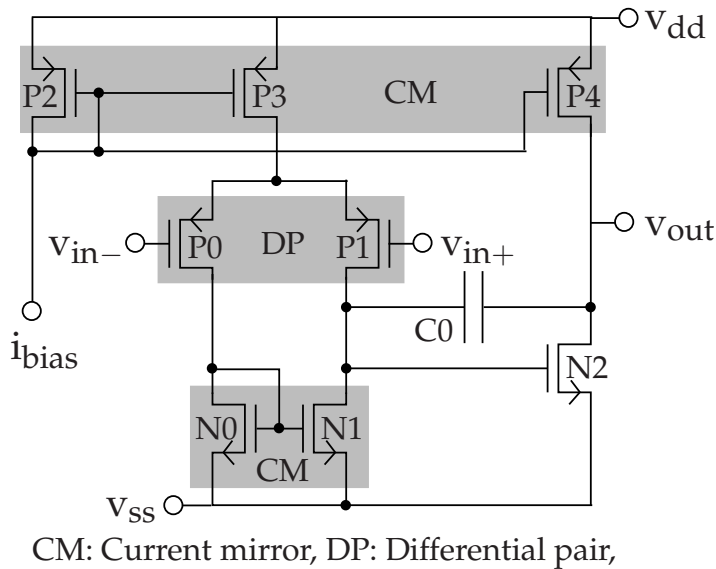 vdd
P2
P3
CM
P4
vin−
P0
DP
P1
vin+
vout
C0
ibias
N2
N0
N1
CM
vss
CM: Current mirror, DP: Differential pair,